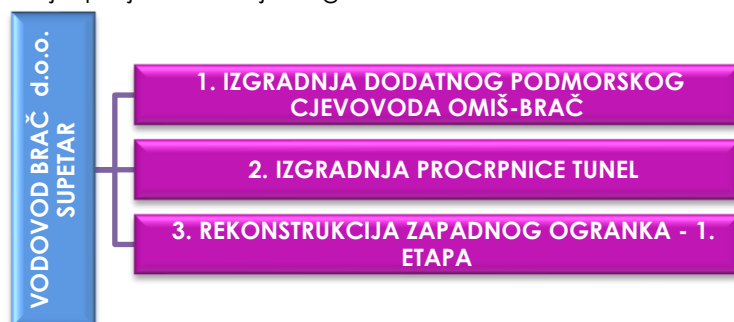 VODOVOD BRAČ d.o.o.
SUPETAR
1. IZGRADNJA DODATNOG PODMORSKOG
CJEVOVODA OMIŠ-BRAČ
2. IZGRADNJA PROCRPNICE TUNEL
3. REKONSTRUKCIJA ZAPADNOG OGRANKA - 1.
ETAPA